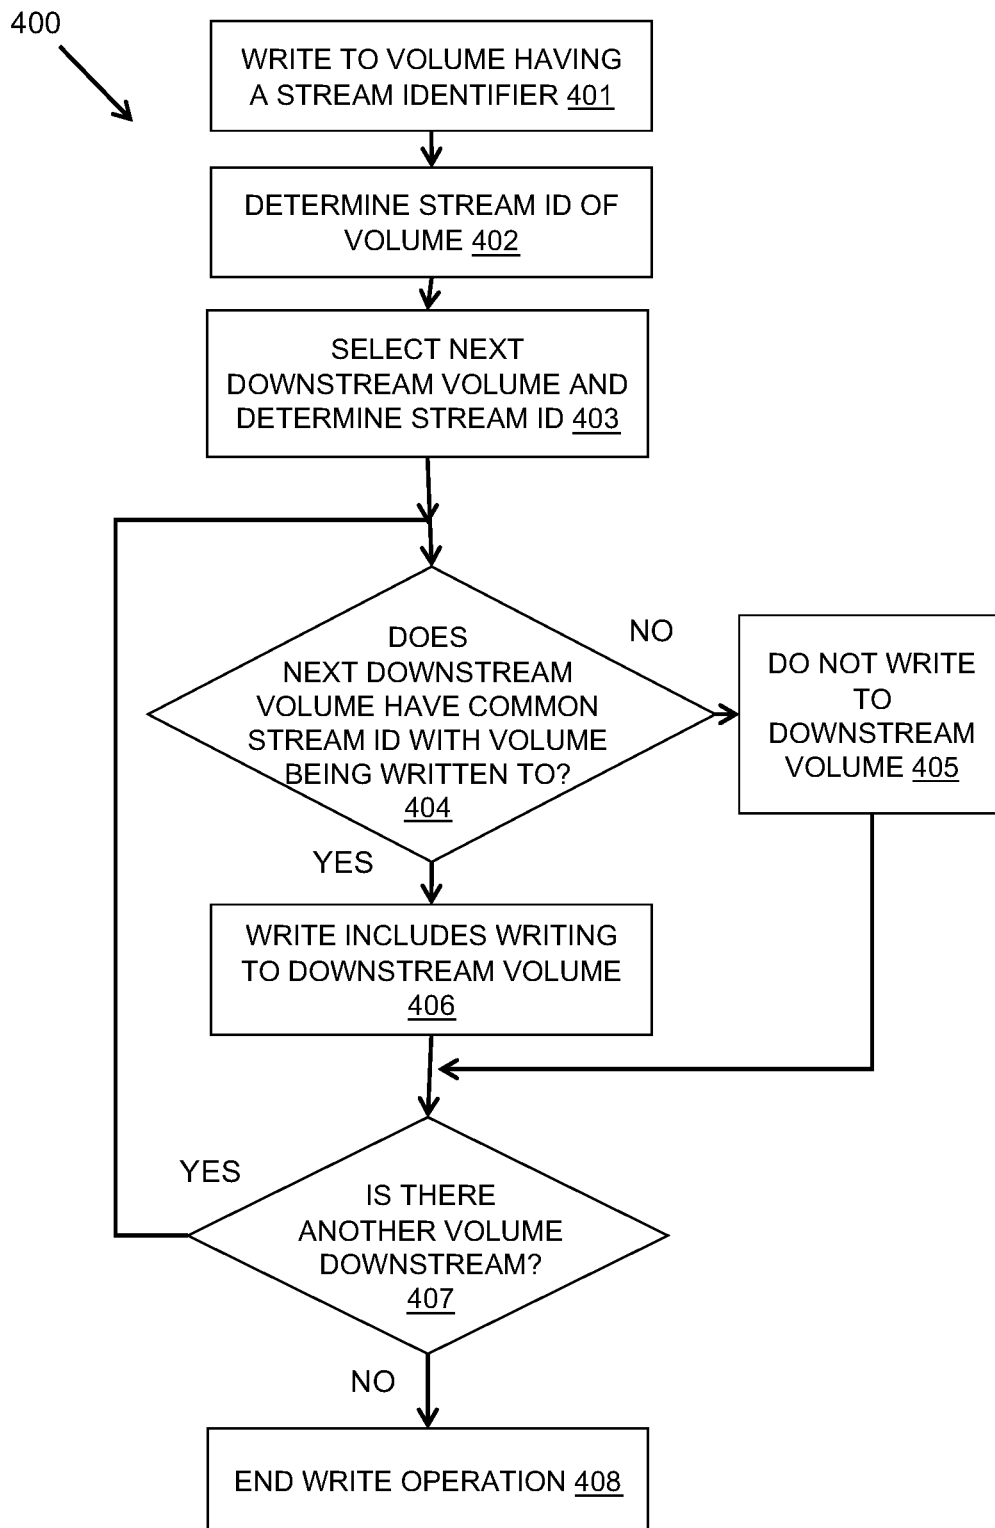 400
WRITE TO VOLUME HAVING
A STREAM IDENTIFIER 401
DETERMINE STREAM ID OF
VOLUME 402
SELECT NEXT
DOWNSTREAM VOLUME AND
DETERMINE STREAM ID 403
DOES
NEXT DOWNSTREAM
VOLUME HAVE COMMON
STREAM ID WITH VOLUME
BEING WRITTEN TO?
404
NO
DO NOT WRITE
TO
DOWNSTREAM
VOLUME 405
YES
WRITE INCLUDES WRITING
TO DOWNSTREAM VOLUME
406
YES
IS THERE
ANOTHER VOLUME
DOWNSTREAM?
407
NO
END WRITE OPERATION 408